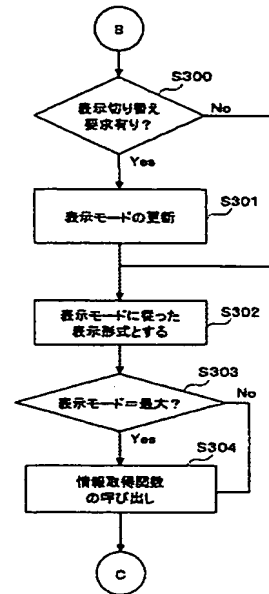 B
S300
表示切り替え
要求有り?
No
Yes
S301
表示モードの更新
表示モードに従った
表示形式とする
S302
S303
表示モード=最大?
No
Yes
S304
情報取得関数
の呼び出し
C